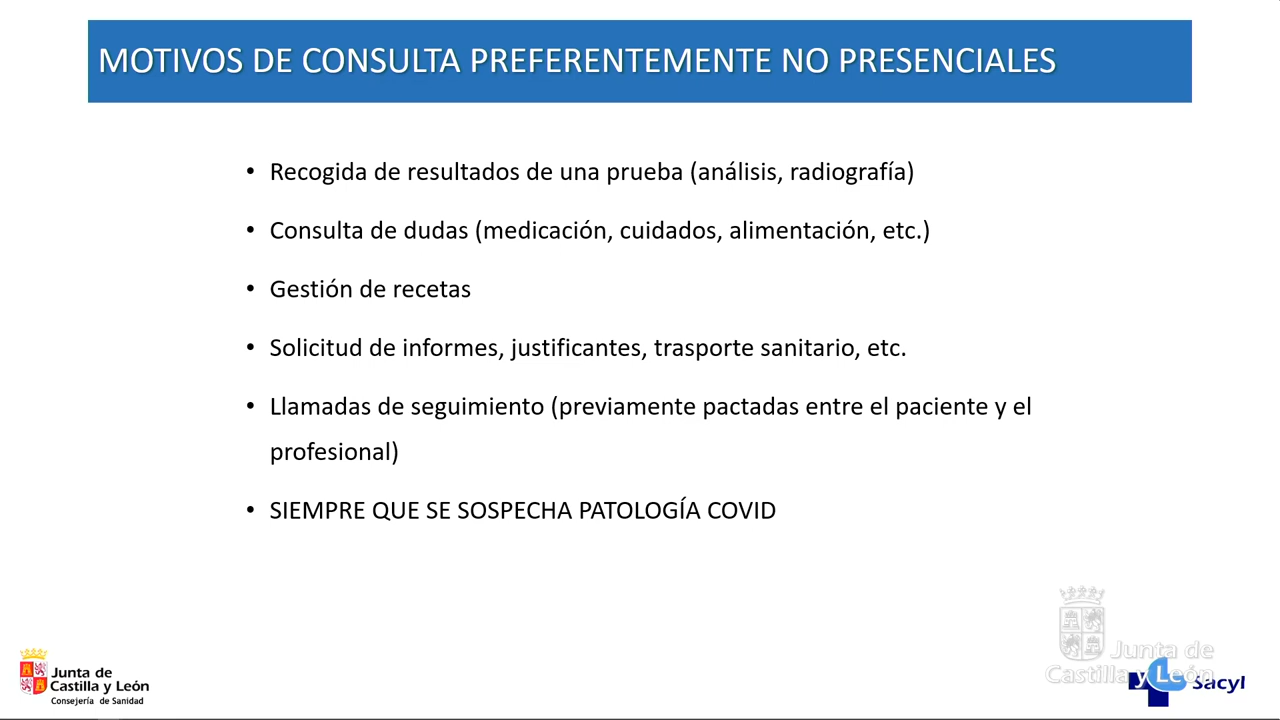 MOTIVOS DE CONSULTA PREFERENTEMENTE NO PRESENCIALES
• Recogida de resultados de una prueba (análisis, radiografía)
• Consulta de dudas (medicación, cuidados, alimentación, etc.)
• Gestión de recetas
• Solicitud de informes, justificantes, trasporte sanitario, etc.
• Llamadas de seguimiento (previamente pactadas entre el paciente y el
profesional)
• SIEMPRE QUE SE SOSPECHA PATOLOGÍA COVID
Junta de
Castilla y León
Consejería de Sanidad
Junta de
Castilla y León
Sacyl